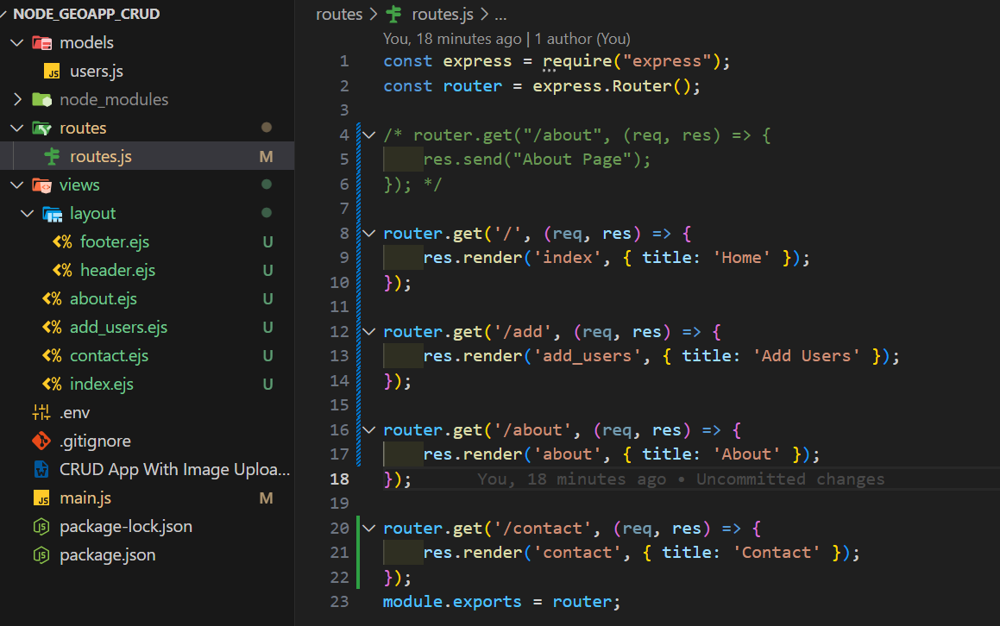 NODE_GEOAPP_CRUD
models
users.js
node_modules
routes
routes.js M
views
layout
footer.ejs U
header.ejs U
about.ejs U
add_users.ejs U
contact.ejs U
index.ejs U
.env
.gitignore
CRUD App With Image Uploa...
main.js M
package-lock.json
package.json
routes > routes.js > ...
You, 18 minutes ago | 1 author (You)
1 const express = require("express");
2 const router = express.Router();
3
4 /* router.get("/about", (req, res) => {
5 res.send("About Page");
6 }); */
7
8 router.get('/', (req, res) => {
9 res.render('index', { title: 'Home' });
10 });
11
12 router.get('/add', (req, res) => {
13 res.render('add_users', { title: 'Add Users' });
14 });
15
16 router.get('/about', (req, res) => {
17 res.render('about', { title: 'About' });
18 }); You, 18 minutes ago • Uncommitted changes
19
20 router.get('/contact', (req, res) => {
21 res.render('contact', { title: 'Contact' });
22 });
23 module.exports = router;